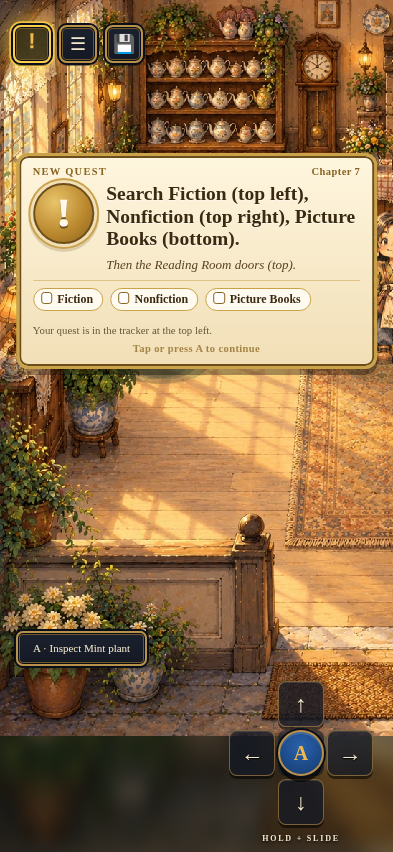 !
☰
NEW QUEST
Chapter 7
!
Search Fiction (top left),
Nonfiction (top right), Picture
Books (bottom).
Then the Reading Room doors (top).
Fiction
Nonfiction
Picture Books
Your quest is in the tracker at the top left.
Tap or press A to continue
A · Inspect Mint plant
↑
←
A
→
↓
HOLD + SLIDE